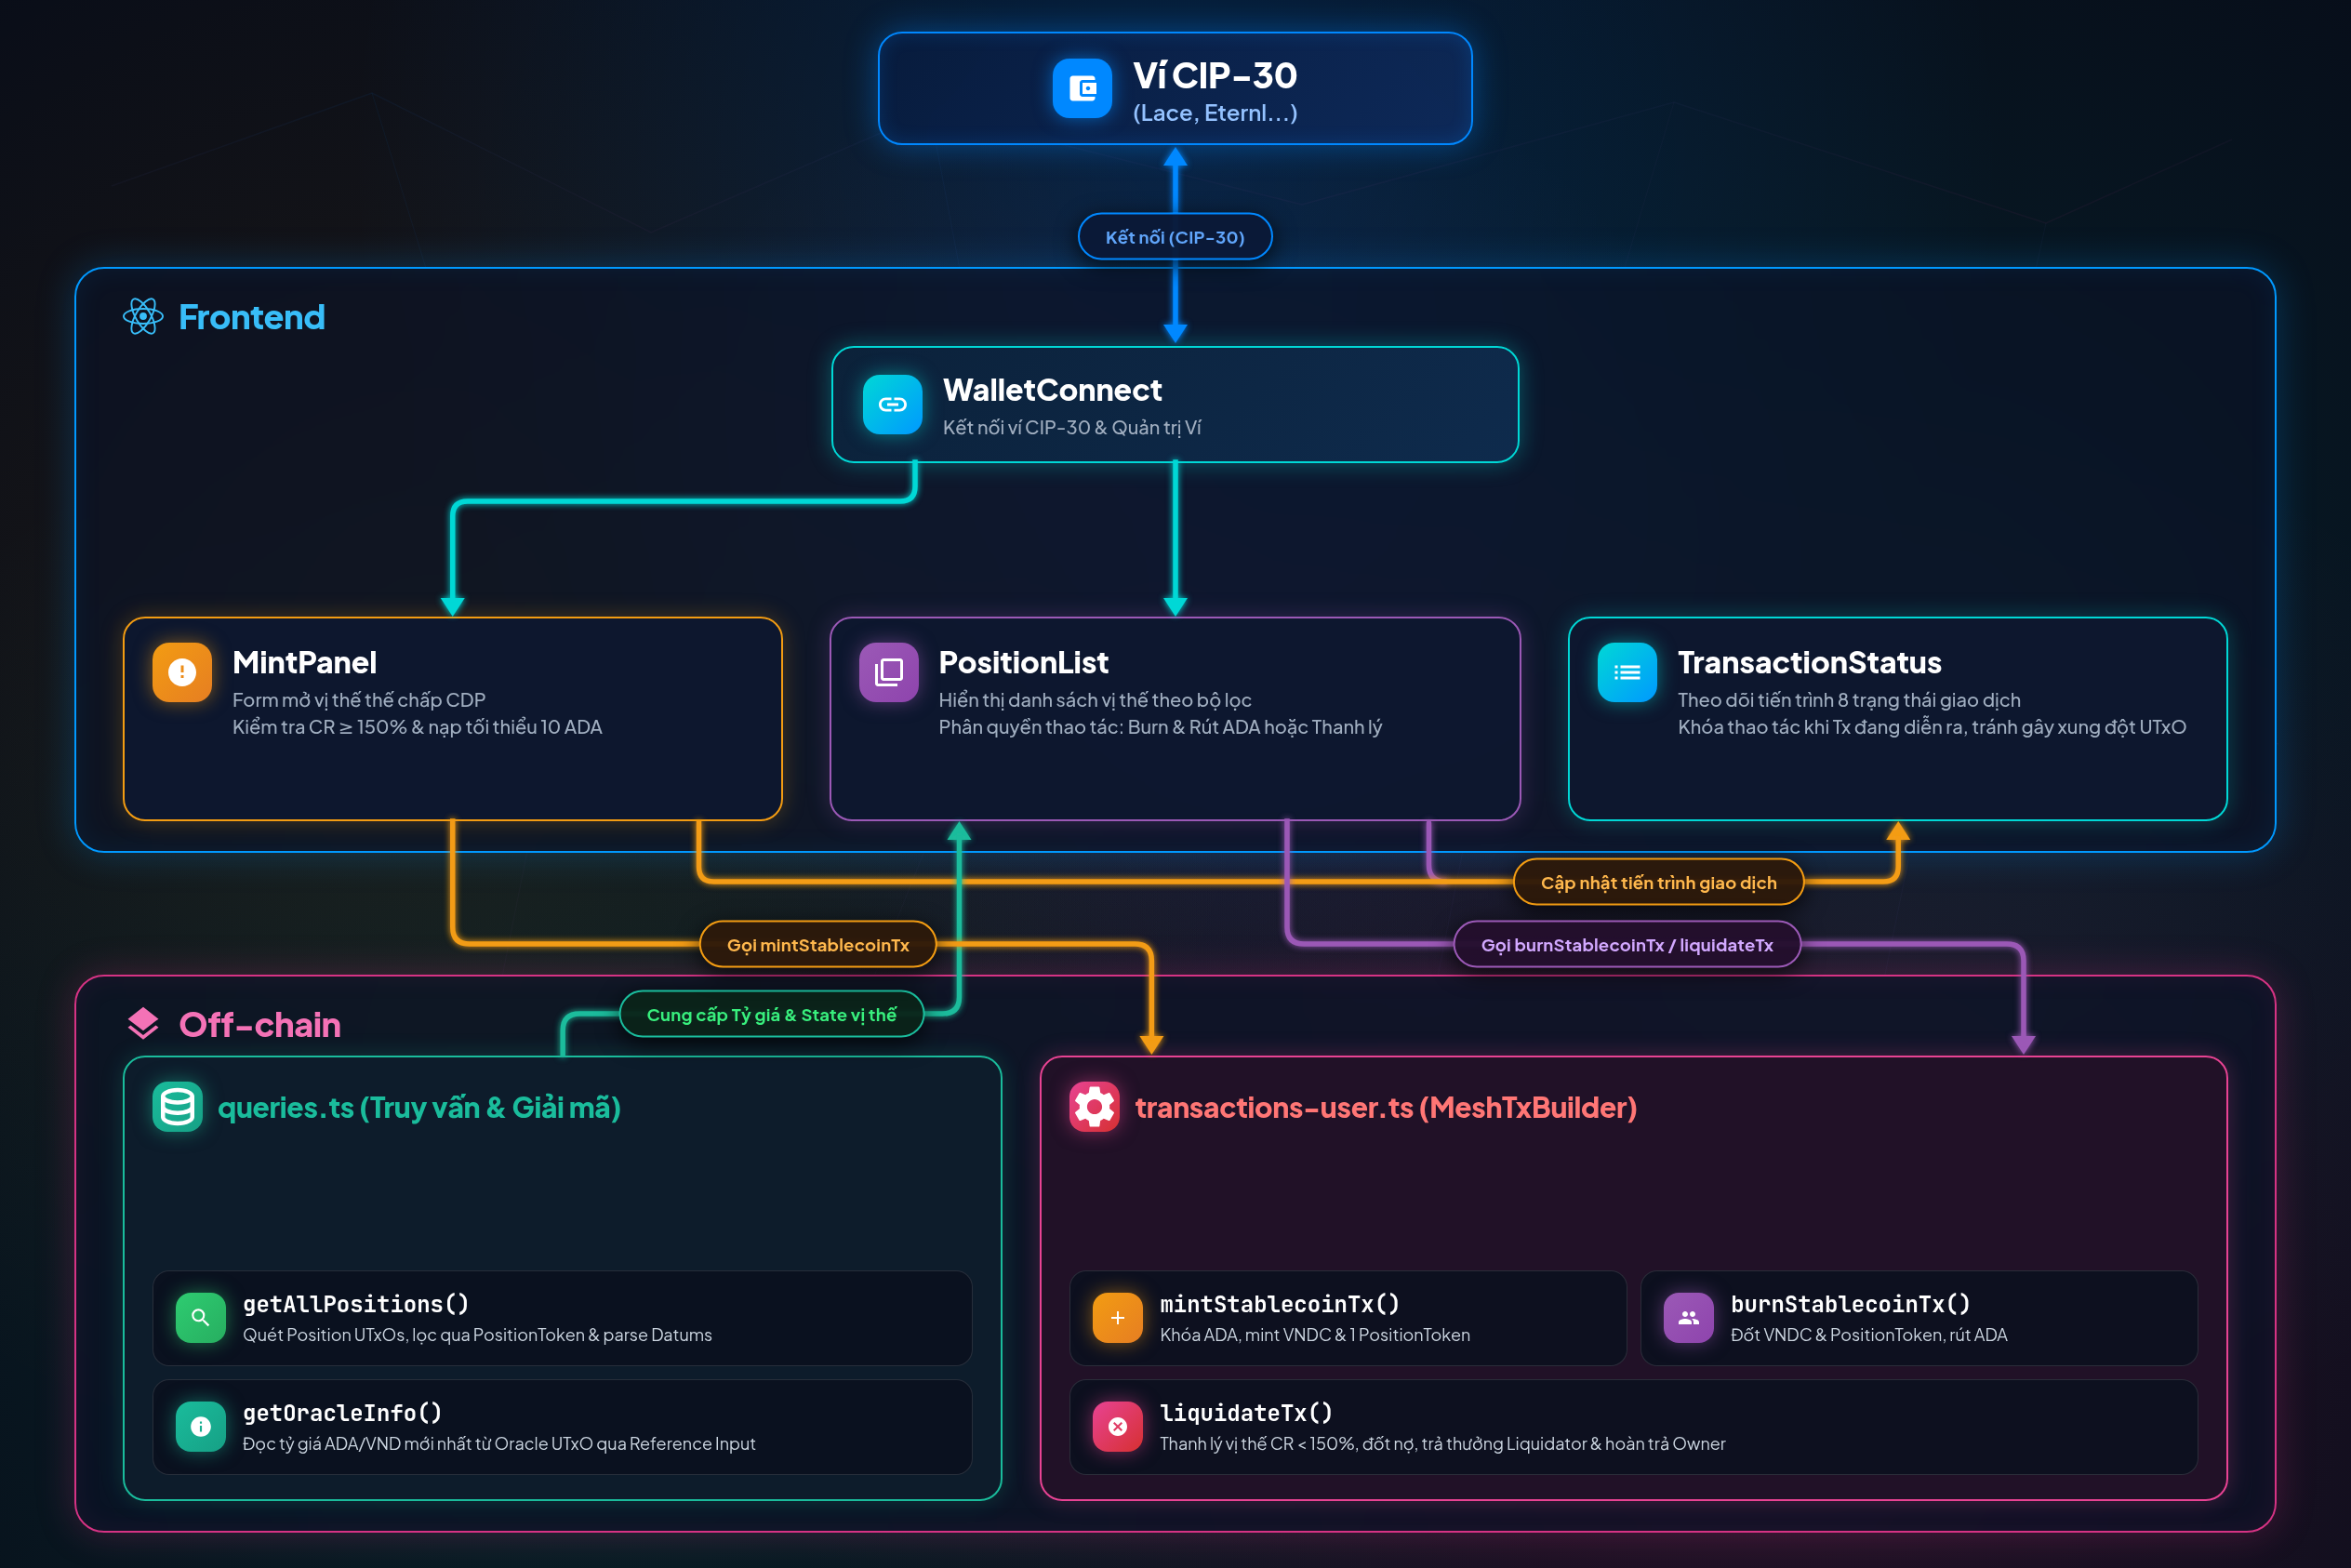 Ví CIP-30
(Lace, Eternl...)
Kết nối (CIP-30)
Frontend
WalletConnect
Kết nối ví CIP-30 & Quản trị Ví
MintPanel
Form mở vị thế thế chấp CDP
Kiểm tra CR ≥ 150% & nạp tối thiểu 10 ADA
PositionList
Hiển thị danh sách vị thế theo bộ lọc
Phân quyền thao tác: Burn & Rút ADA hoặc Thanh lý
TransactionStatus
Theo dõi tiến trình 8 trạng thái giao dịch
Khóa thao tác khi Tx đang diễn ra, tránh gây xung đột UTxO
Cập nhật tiến trình giao dịch
Gọi mintStablecoinTx
Gọi burnStablecoinTx / liquidateTx
Cung cấp Tỷ giá & State vị thế
Off-chain
queries.ts (Truy vấn & Giải mã)
getAllPositions()
Quét Position UTxOs, lọc qua PositionToken & parse Datums
getOracleInfo()
Đọc tỷ giá ADA/VND mới nhất từ Oracle UTxO qua Reference Input
transactions-user.ts (MeshTxBuilder)
mintStablecoinTx()
Khóa ADA, mint VNDC & 1 PositionToken
burnStablecoinTx()
Đốt VNDC & PositionToken, rút ADA
liquidateTx()
Thanh lý vị thế CR < 150%, đốt nợ, trả thưởng Liquidator & hoàn trả Owner